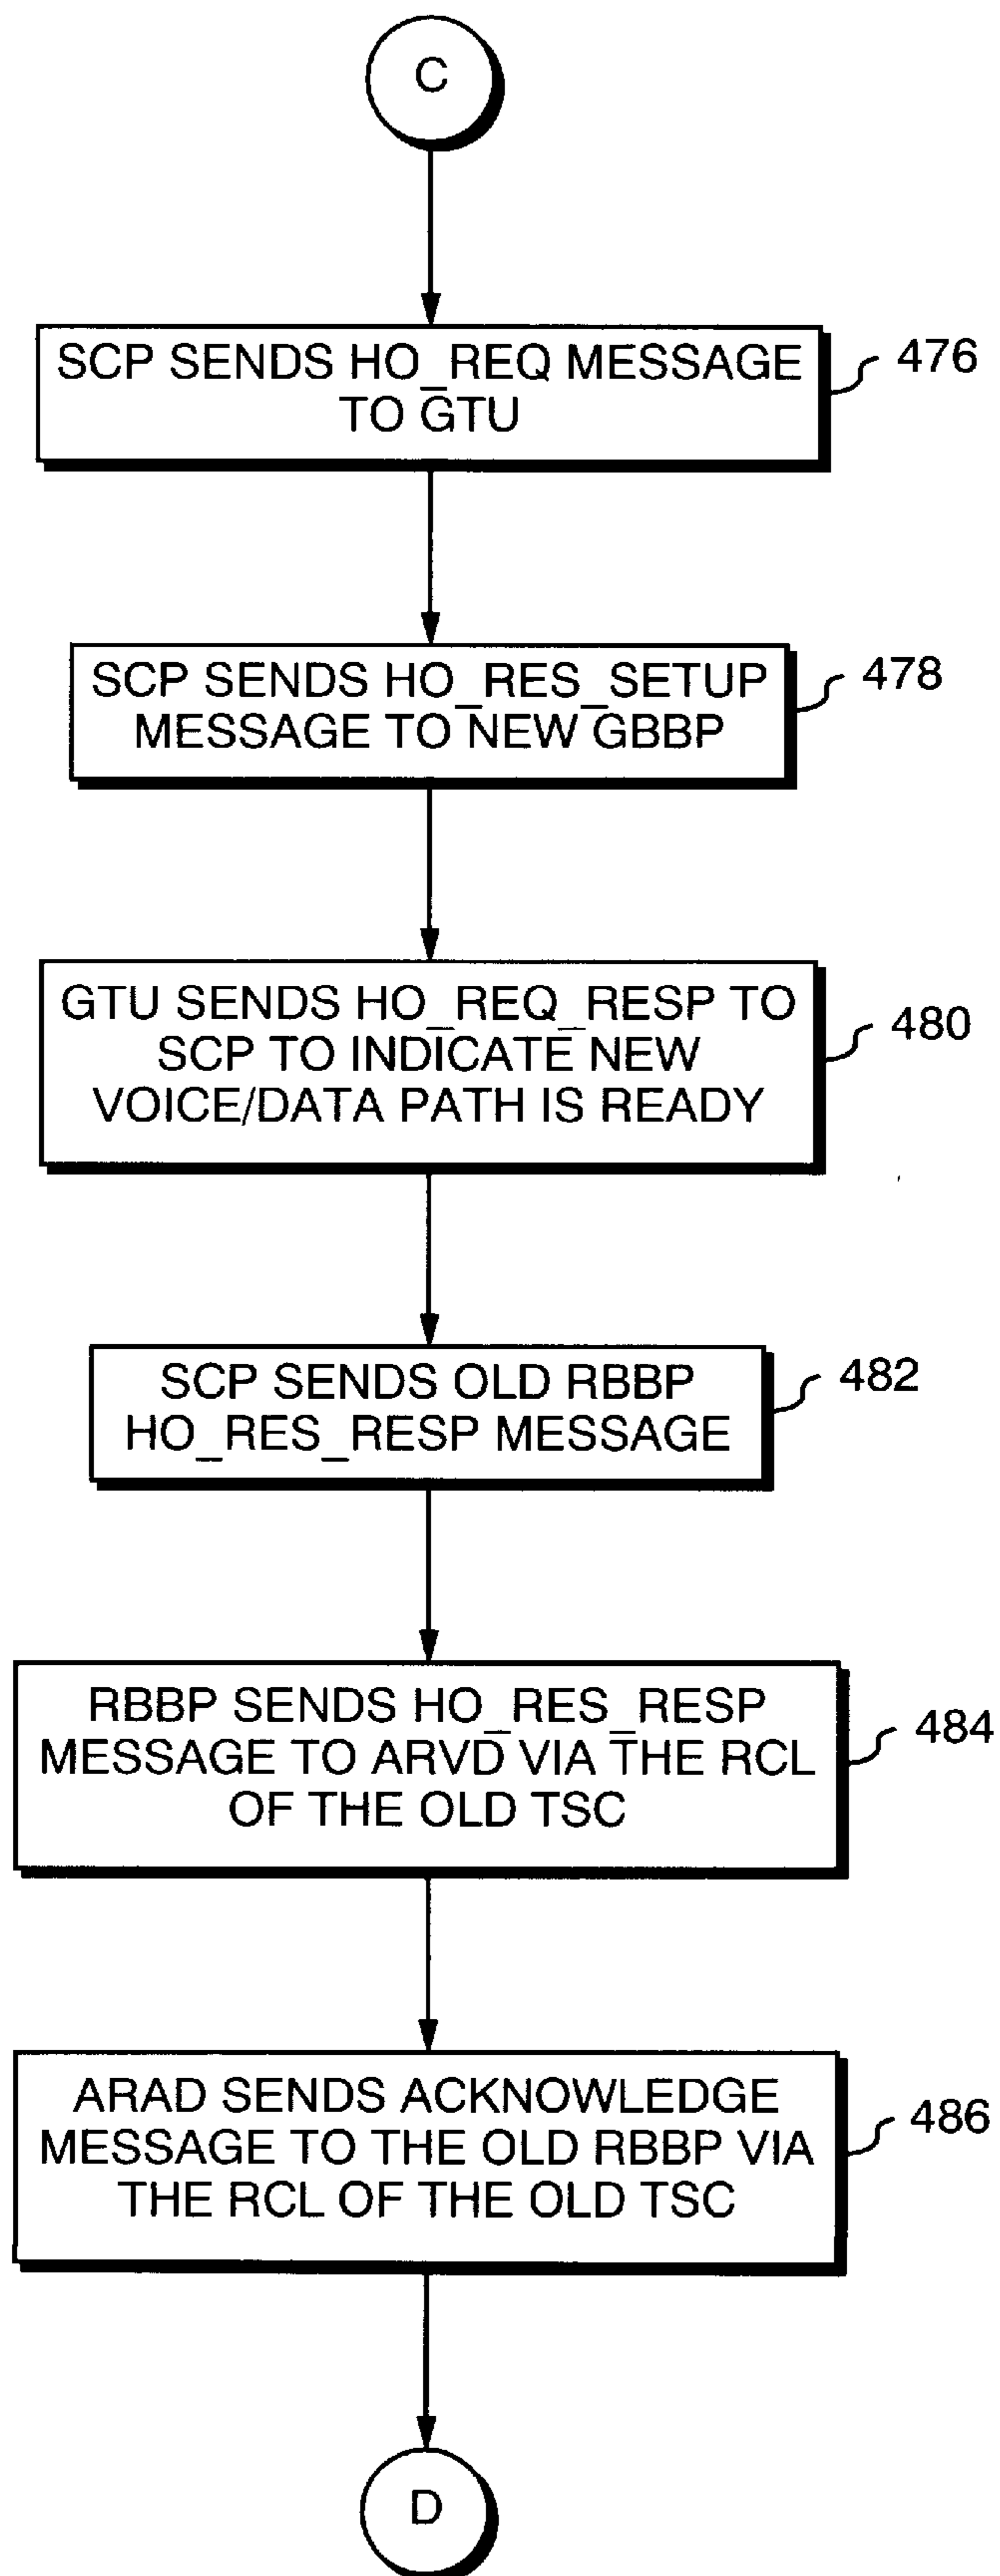 C
SCP SENDS HO_REQ MESSAGE
TO GTU
476
SCP SENDS HO_RES_SETUP
MESSAGE TO NEW GBBP
478
GTU SENDS HO_REQ_RESP TO
SCP TO INDICATE NEW
VOICE/DATA PATH IS READY
480
SCP SENDS OLD RBBP
HO_RES_RESP MESSAGE
482
RBBP SENDS HO_RES_RESP
MESSAGE TO ARVD VIA THE RCL
OF THE OLD TSC
484
ARAD SENDS ACKNOWLEDGE
MESSAGE TO THE OLD RBBP VIA
THE RCL OF THE OLD TSC
486
D